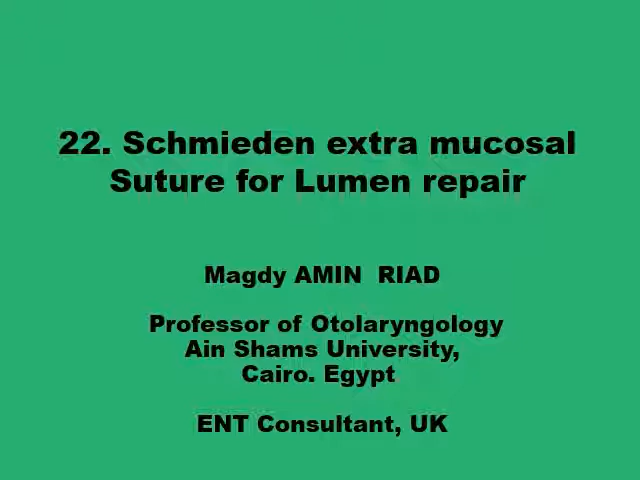 22. Schmieden extra mucosal
Suture for Lumen repair
Magdy AMIN RIAD
Professor of Otolaryngology
Ain Shams University,
Cairo. Egypt
ENT Consultant, UK